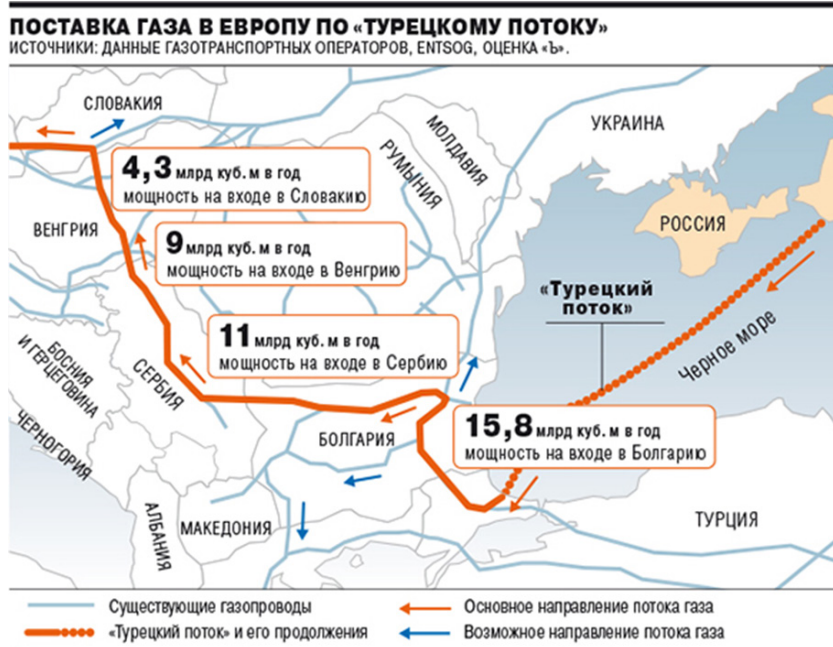 ПОСТАВКА ГАЗА В ЕВРОПУ ПО «ТУРЕЦКОМУ ПОТОКУ»
ИСТОЧНИКИ: ДАННЫЕ ГАЗОТРАНСПОРТНЫХ ОПЕРАТОРОВ, ENTSOG, ОЦЕНКА «Ъ».
СЛОВАКИЯ
УКРАИНА
МОЛДАВИЯ
РУМЫНИЯ
4,3 млрд куб. м в год
мощность на входе в Словакию
ВЕНГРИЯ
РОССИЯ
9 млрд куб. м в год
мощность на входе в Венгрию
«Турецкий
поток»
11 млрд куб. м в год
мощность на входе в Сербию
Черное море
БОСНИЯ
И ГЕРЦЕГОВИНА
СЕРБИЯ
ЧЕРНОГОРИЯ
БОЛГАРИЯ
15,8 млрд куб. м в год
мощность на входе в Болгарию
АЛБАНИЯ
МАКЕДОНИЯ
ТУРЦИЯ
Существующие газопроводы
Основное направление потока газа
«Турецкий поток» и его продолжения
Возможное направление потока газа